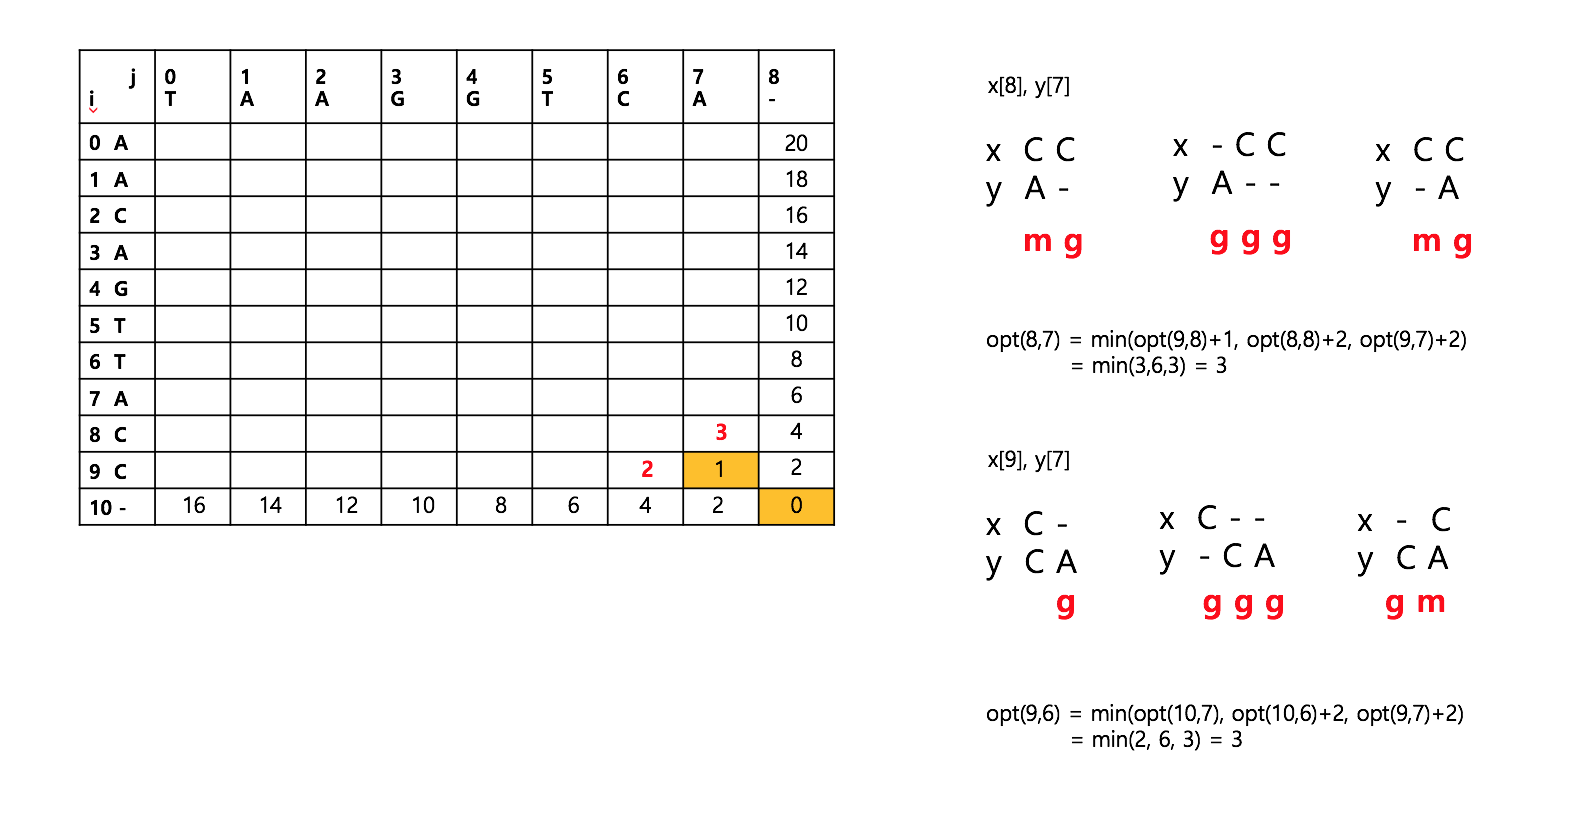 j 0 1 2 3 4 5 6 7 8
i T A A G G T C A -
0 A 20
1 A 18
2 C 16
3 A 14
4 G 12
5 T 10
6 T 8
7 A 6
8 C 3 4
9 C 2 1 2
10 - 16 14 12 10 8 6 4 2 0
x[8], y[7]
x C C
y A -
m g
x - C C
y A - -
g g g
x C C
y - A
m g
opt(8,7) = min(opt(9,8)+1, opt(8,8)+2, opt(9,7)+2)
= min(3,6,3) = 3
x[9], y[7]
x C -
y C A
g
x C - -
y - C A
g g g
x - C
y C A
g m
opt(9,6) = min(opt(10,7), opt(10,6)+2, opt(9,7)+2)
= min(2, 6, 3) = 3